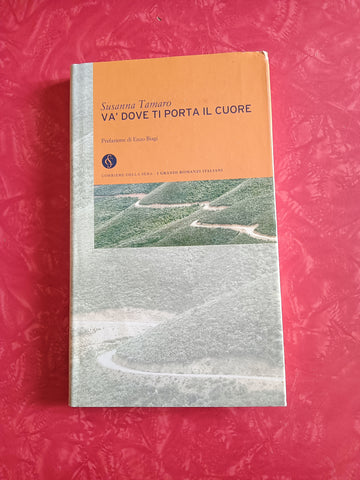 Susanna Tamaro
VA' DOVE TI PORTA IL CUORE
Prefazione di Enzo Biagi
CORRIERE DELLA SERA - I GRANDI ROMANZI ITALIANI